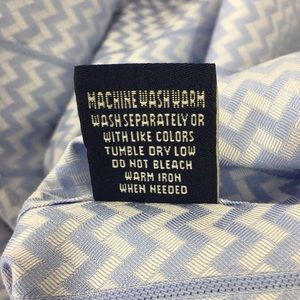 MACHINE WASH WARM
WASH SEPARATELY OR
WITH LIKE COLORS
TUMBLE DRY LOW
DO NOT BLEACH
WARM IRON
WHEN NEEDED